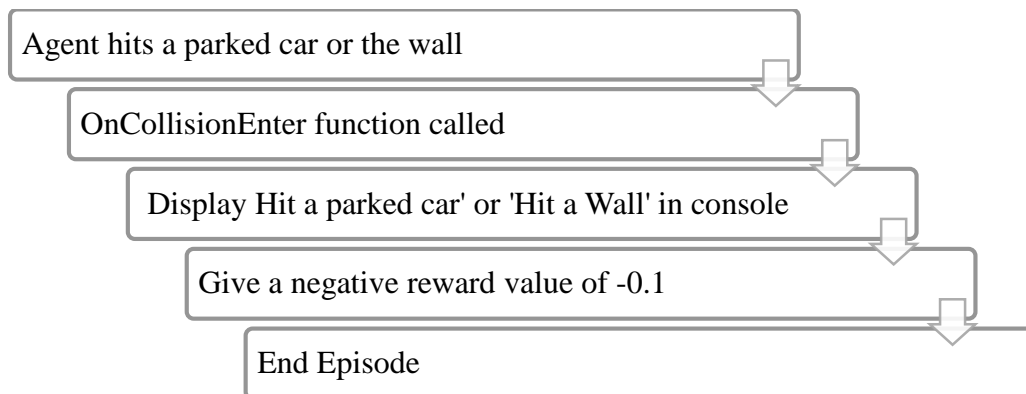 Agent hits a parked car or the wall
OnCollisionEnter function called
Display Hit a parked car' or 'Hit a Wall' in console
Give a negative reward value of -0.1
End Episode